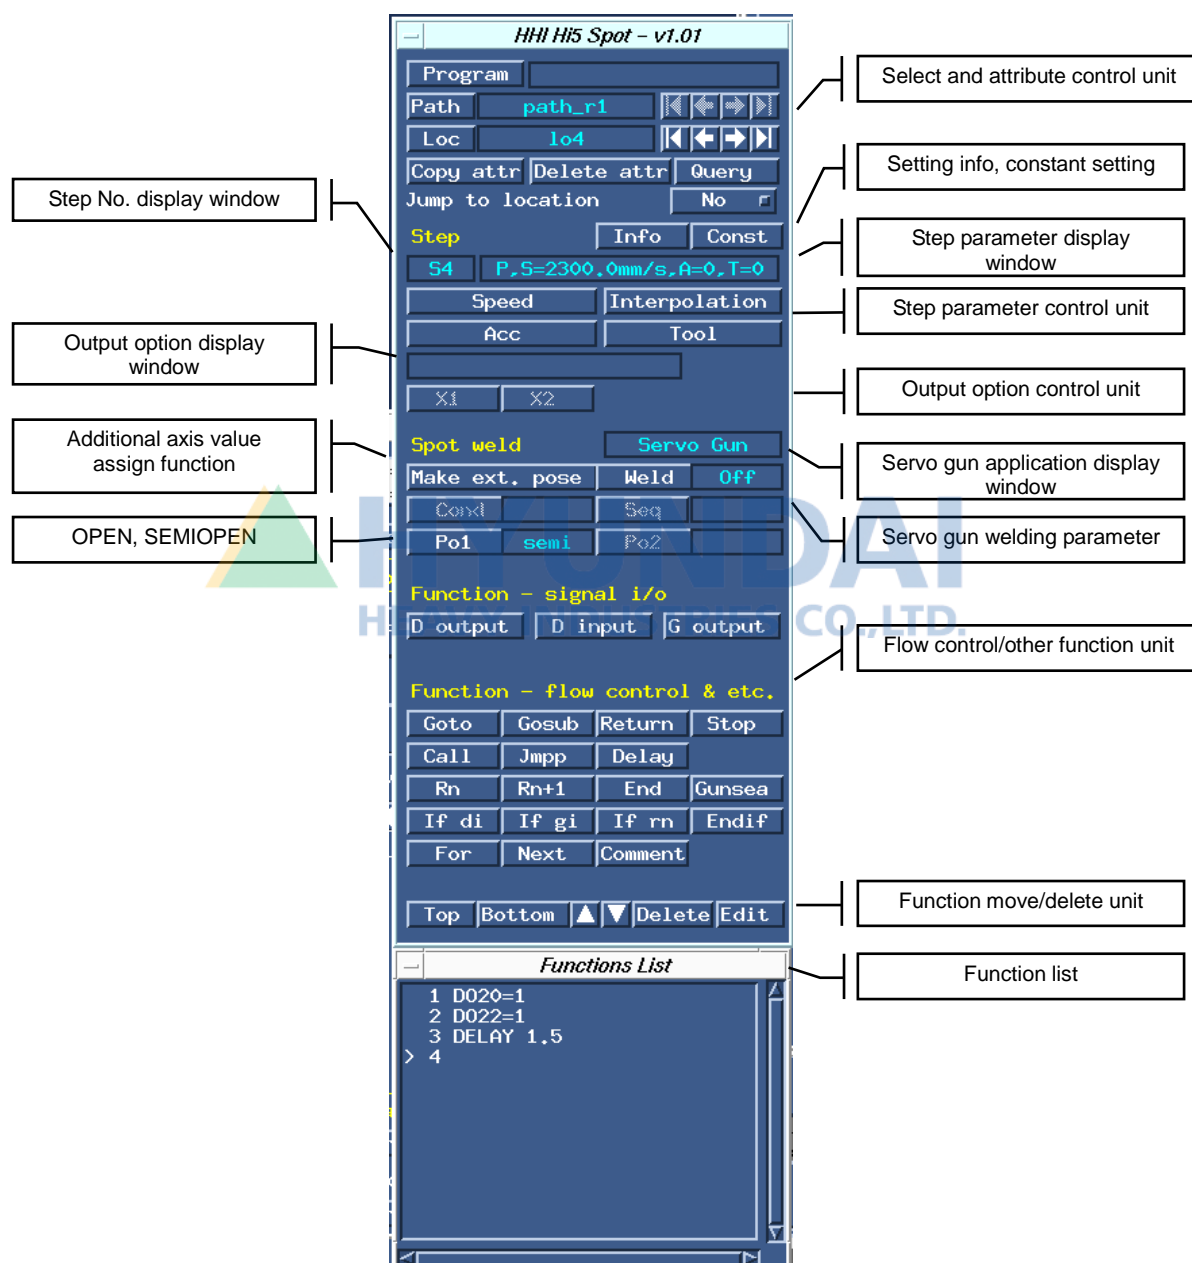 HHI Hi5 Spot – v1.01
Program
Path path_r1
Loc lo4
Copy attr Delete attr Query
Jump to location No
Step Info Const
S4 P,S=2300.0mm/s,A=0,T=0
Speed Interpolation
Acc Tool
X1 X2
Spot weld Servo Gun
Make ext. pose Weld Off
Cond Seq
Po1 semi Po2
Function – signal i/o
D output D input G output
Function – flow control & etc.
Goto Gosub Return Stop
Call Jmpp Delay
Rn Rn+1 End Gunsea
If di If gi If rn Endif
For Next Comment
Top Bottom Delete Edit
Functions List
1 DO20=1
2 DO22=1
3 DELAY 1.5
> 4
Step No. display window
Output option display
window
Additional axis value
assign function
OPEN, SEMIOPEN
Select and attribute control unit
Setting info, constant setting
Step parameter display
window
Step parameter control unit
Output option control unit
Servo gun application display
window
Servo gun welding parameter
Flow control/other function unit
Function move/delete unit
Function list
HYUNDAI
HEAVY INDUSTRIES CO.,LTD.